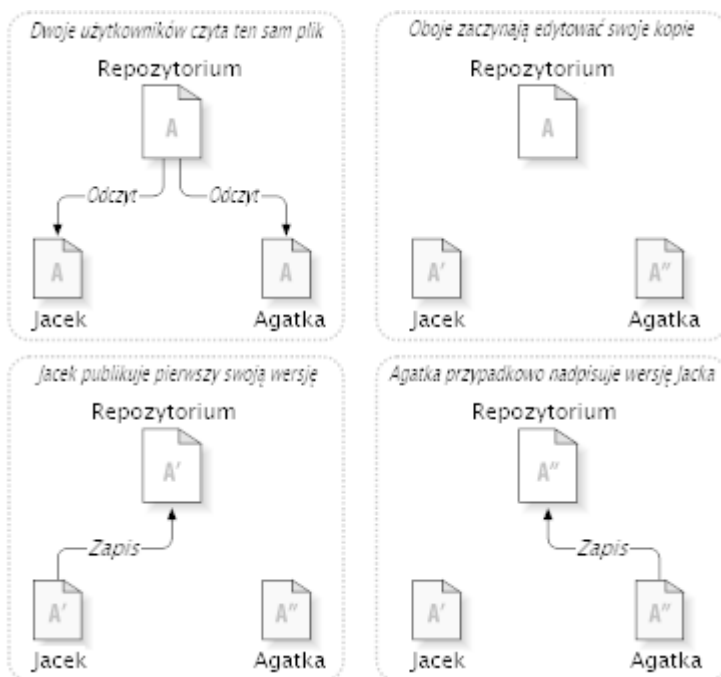 Dwoje użytkowników czyta ten sam plik
Repozytorium
A
Odczyt
Odczyt
A
A
Jacek
Agatka
Oboje zaczynają edytować swoje kopie
Repozytorium
A
A'
A"
Jacek
Agatka
Jacek publikuje pierwszy swoją wersję
Repozytorium
A'
Zapis
A'
A"
Jacek
Agatka
Agatka przypadkowo nadpisuje wersję Jacka
Repozytorium
A"
Zapis
A'
A"
Jacek
Agatka